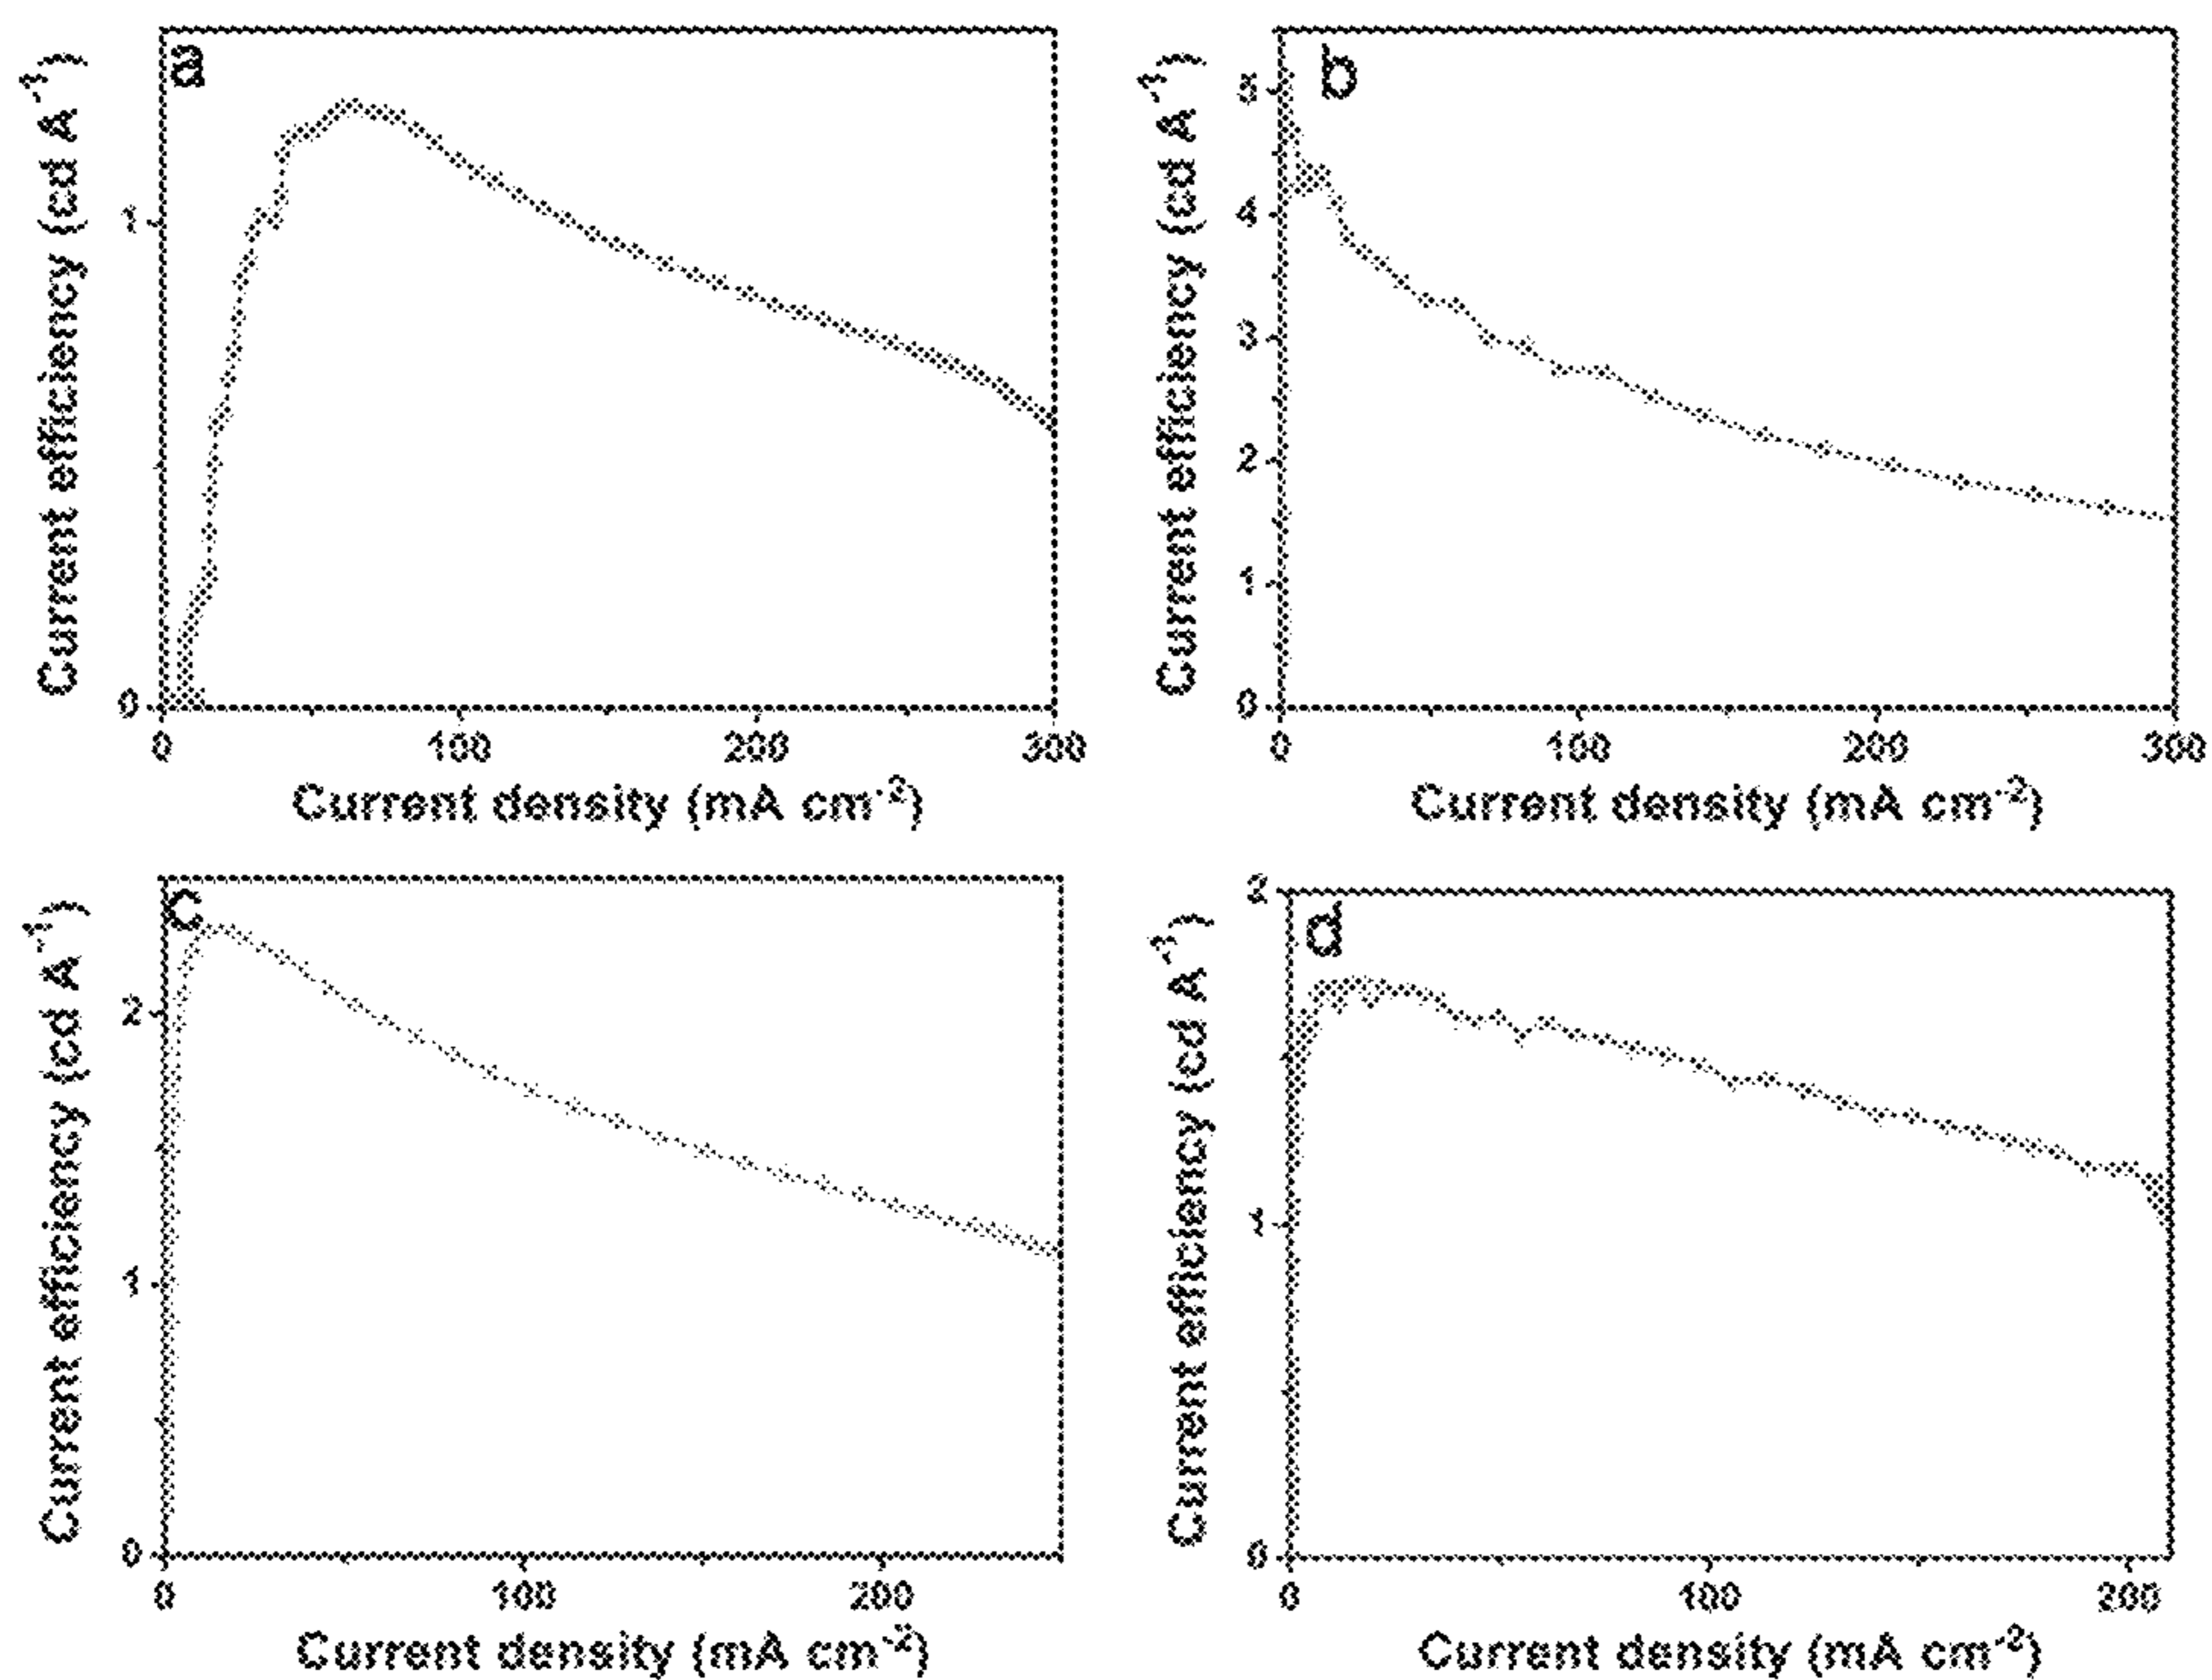 a
Current efficiency (cd A⁻¹)
1
0
0 100 200 300
Current density (mA cm⁻²)
b
Current efficiency (cd A⁻¹)
5
4
3
2
1
0
0 100 200 300
Current density (mA cm⁻²)
c
Current efficiency (cd A⁻¹)
2
1
0
0 100 200
Current density (mA cm⁻²)
d
Current efficiency (cd A⁻¹)
2
1
0
0 100 200
Current density (mA cm⁻²)